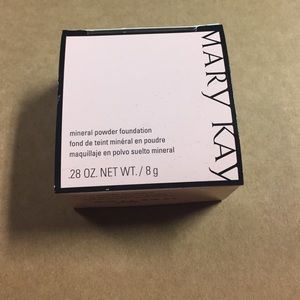 MARY KAY
mineral powder foundation
fond de teint minéral en poudre
maquillaje en polvo suelto mineral
.28 OZ. NET WT. / 8 g